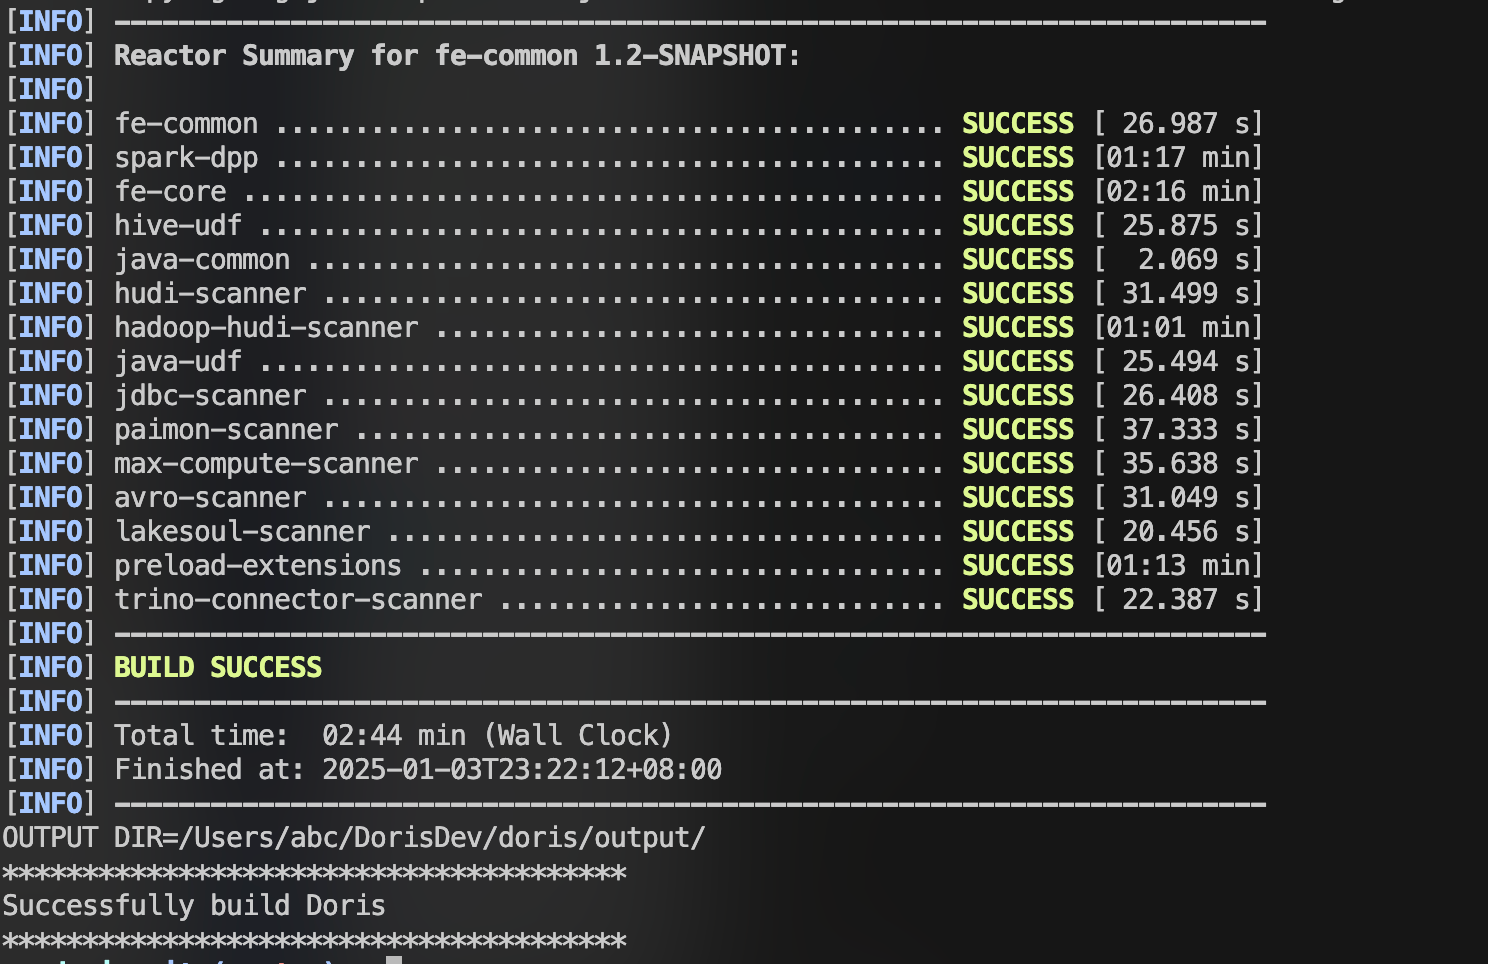 [INFO] ------------------------------------------------------------------------
[INFO] Reactor Summary for fe-common 1.2-SNAPSHOT:
[INFO]
[INFO] fe-common .......................................... SUCCESS [ 26.987 s]
[INFO] spark-dpp .......................................... SUCCESS [01:17 min]
[INFO] fe-core ............................................ SUCCESS [02:16 min]
[INFO] hive-udf ........................................... SUCCESS [ 25.875 s]
[INFO] java-common ........................................ SUCCESS [  2.069 s]
[INFO] hudi-scanner ....................................... SUCCESS [ 31.499 s]
[INFO] hadoop-hudi-scanner ................................ SUCCESS [01:01 min]
[INFO] java-udf ........................................... SUCCESS [ 25.494 s]
[INFO] jdbc-scanner ....................................... SUCCESS [ 26.408 s]
[INFO] paimon-scanner ..................................... SUCCESS [ 37.333 s]
[INFO] max-compute-scanner ................................ SUCCESS [ 35.638 s]
[INFO] avro-scanner ....................................... SUCCESS [ 31.049 s]
[INFO] lakesoul-scanner ................................... SUCCESS [ 20.456 s]
[INFO] preload-extensions ................................. SUCCESS [01:13 min]
[INFO] trino-connector-scanner ............................ SUCCESS [ 22.387 s]
[INFO] ------------------------------------------------------------------------
[INFO] BUILD SUCCESS
[INFO] ------------------------------------------------------------------------
[INFO] Total time:  02:44 min (Wall Clock)
[INFO] Finished at: 2025-01-03T23:22:12+08:00
[INFO] ------------------------------------------------------------------------
OUTPUT DIR=/Users/abc/DorisDev/doris/output/
***************************************
Successfully build Doris
***************************************